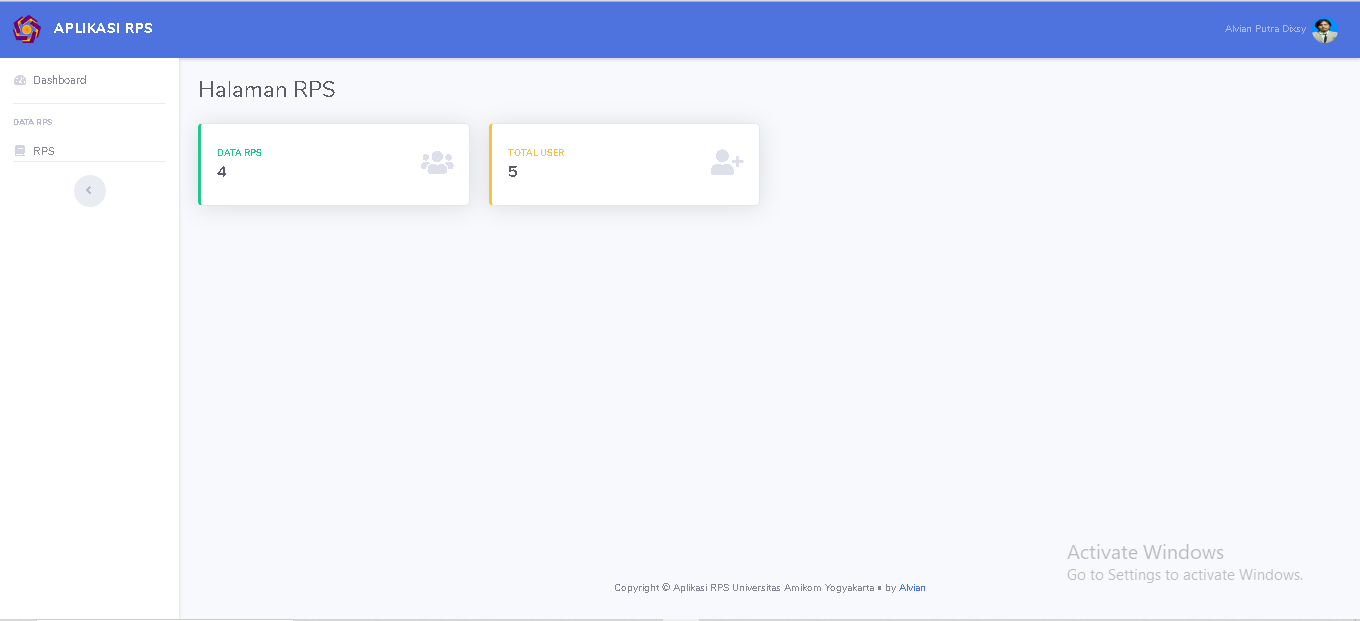 APLIKASI RPS
Alvian Putra Dixsy
Dashboard
DATA RPS
RPS
Halaman RPS
DATA RPS
4
TOTAL USER
5
Activate Windows
Go to Settings to activate Windows.
Copyright © Aplikasi RPS Universitas Amikom Yogyakarta • by Alvian